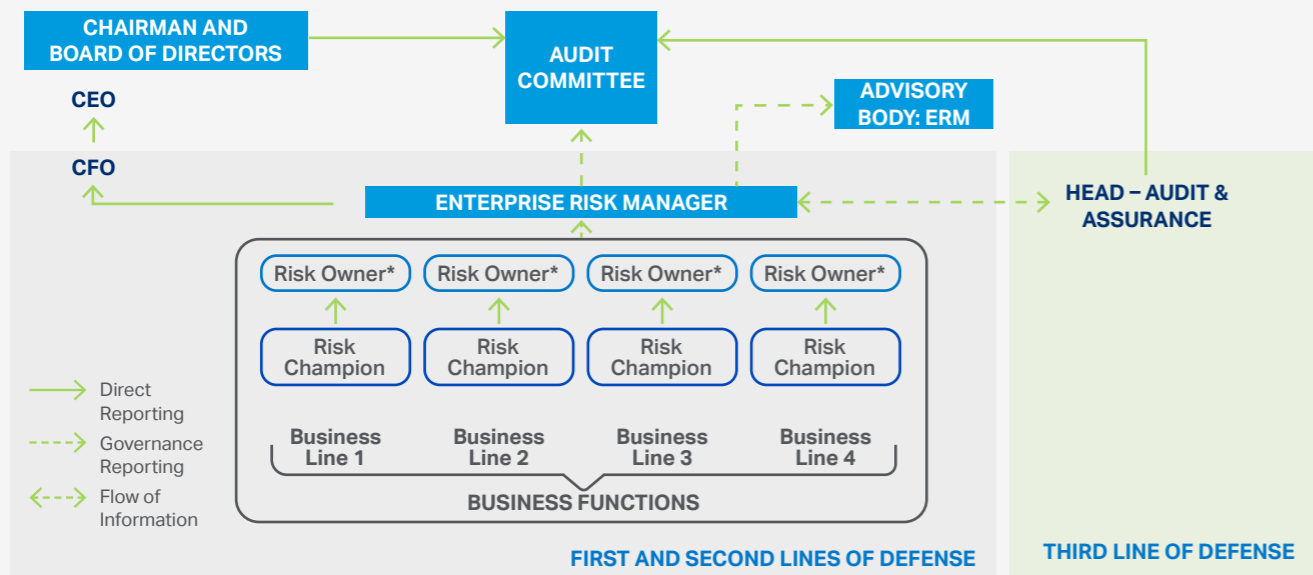 CHAIRMAN AND
BOARD OF DIRECTORS
AUDIT
COMMITTEE
CEO
ADVISORY
BODY: ERM
CFO
ENTERPRISE RISK MANAGER
HEAD – AUDIT &
ASSURANCE
Risk Owner*
Risk Owner*
Risk Owner*
Risk Owner*
Risk
Champion
Risk
Champion
Risk
Champion
Risk
Champion
Direct
Reporting
Governance
Reporting
Flow of
Information
Business
Line 1
Business
Line 2
Business
Line 3
Business
Line 4
BUSINESS FUNCTIONS
FIRST AND SECOND LINES OF DEFENSE
THIRD LINE OF DEFENSE